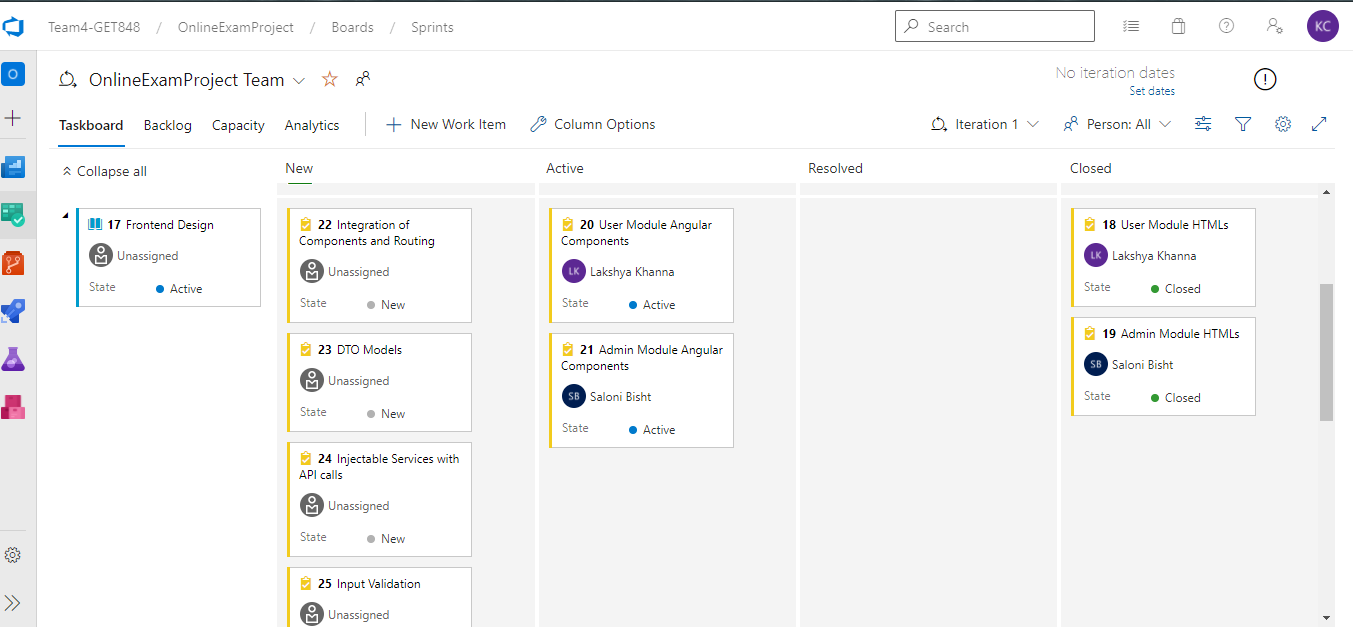 Team4-GET848 / OnlineExamProject / Boards / Sprints
Search
KC
O
OnlineExamProject Team
No iteration dates
Set dates
Taskboard Backlog Capacity Analytics New Work Item Column Options
Iteration 1 Person: All
Collapse all
New Active Resolved Closed
17 Frontend Design
Unassigned
State Active
22 Integration of
Components and Routing
Unassigned
State New
23 DTO Models
Unassigned
State New
24 Injectable Services with
API calls
Unassigned
State New
25 Input Validation
Unassigned
20 User Module Angular
Components
LK Lakshya Khanna
State Active
21 Admin Module Angular
Components
SB Saloni Bisht
State Active
18 User Module HTMLs
LK Lakshya Khanna
State Closed
19 Admin Module HTMLs
SB Saloni Bisht
State Closed